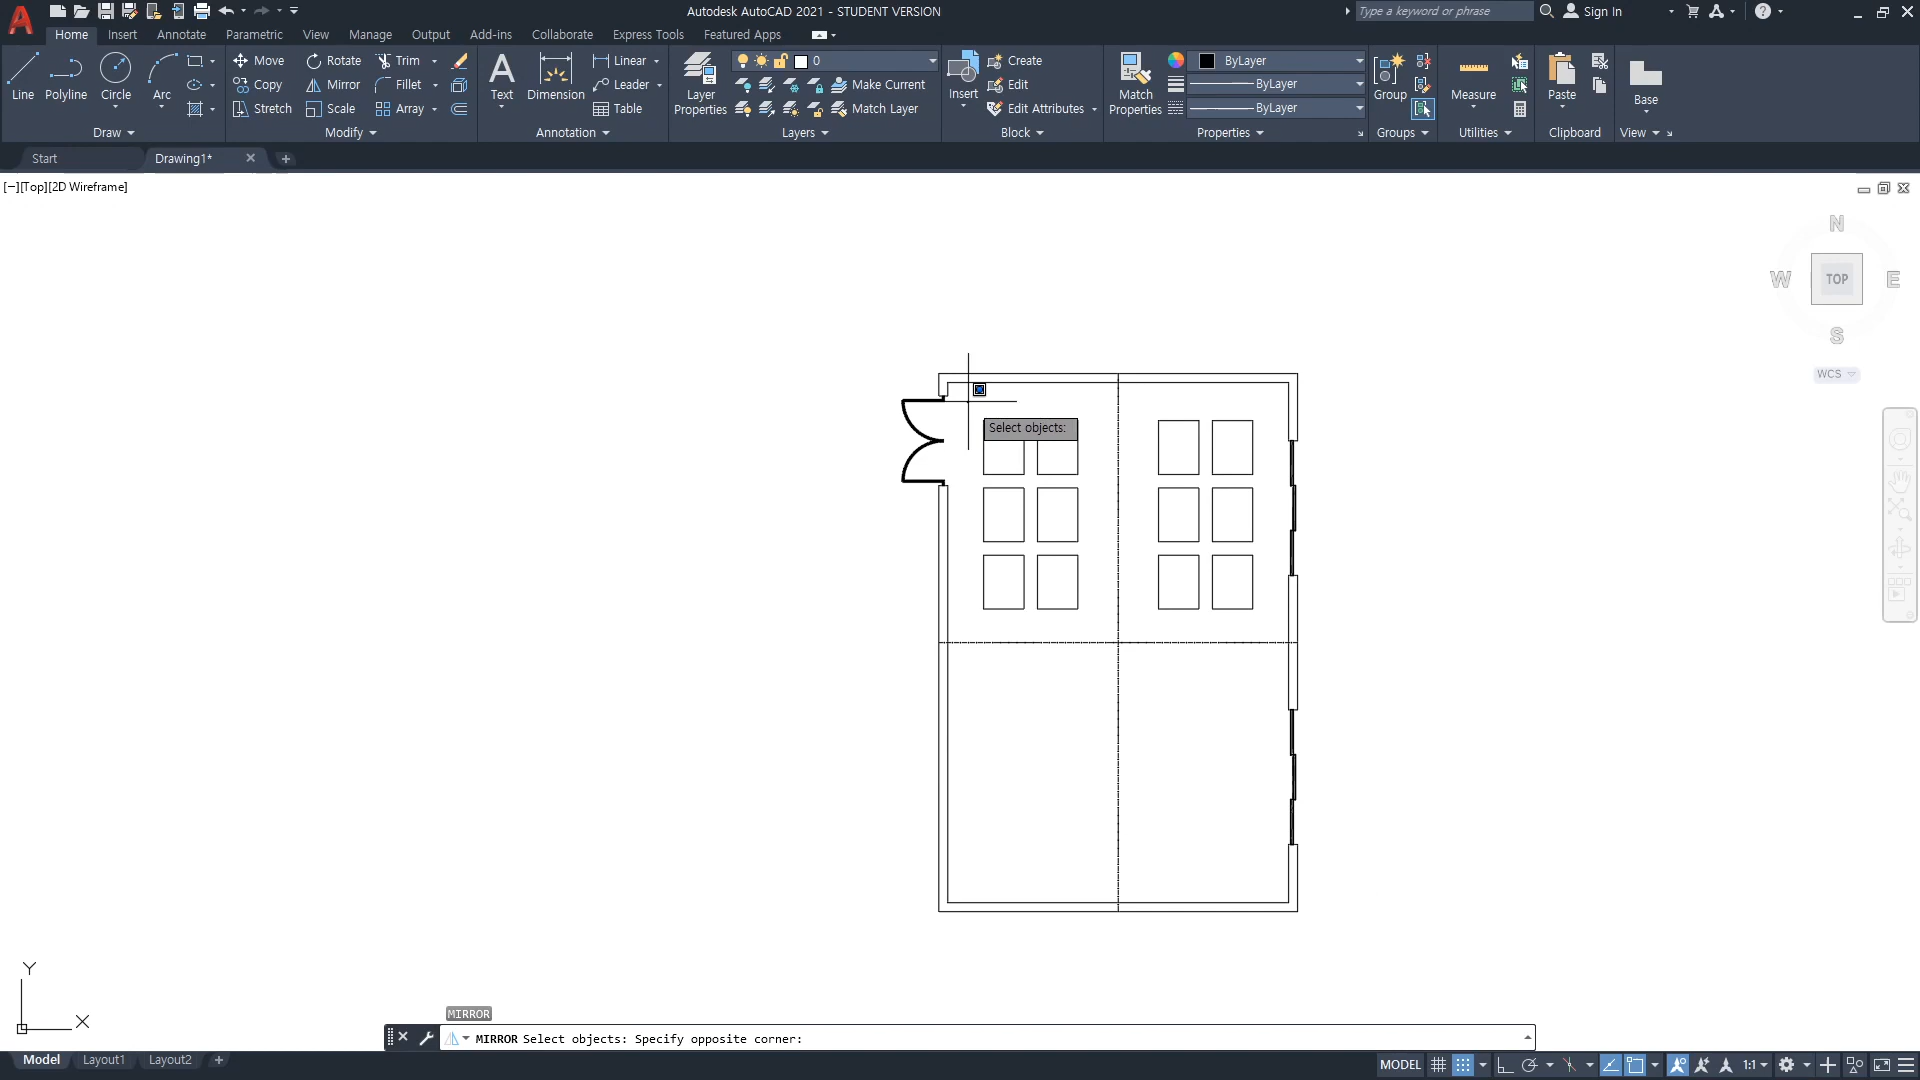 Autodesk AutoCAD 2021 - STUDENT VERSION
Type a keyword or phrase
Sign In
Home Insert Annotate Parametric View Manage Output Add-ins Collaborate Express Tools Featured Apps
Line
Polyline
Circle
Arc
Draw
Move
Rotate
Trim
Copy
Mirror
Fillet
Stretch
Scale
Array
Modify
Text
Dimension
Linear
Leader
Table
Annotation
Layer
Properties
0
Make Current
Match Layer
Layers
Insert
Create
Edit
Edit Attributes
Block
Match
Properties
ByLayer
ByLayer
ByLayer
Properties
Group
Groups
Measure
Utilities
Paste
Clipboard
Base
View
Start
Drawing1*
[−][Top][2D Wireframe]
N
W
TOP
E
S
WCS
Select objects:
Y
X
MIRROR
MIRROR Select objects: Specify opposite corner:
Model Layout1 Layout2
MODEL
1:1